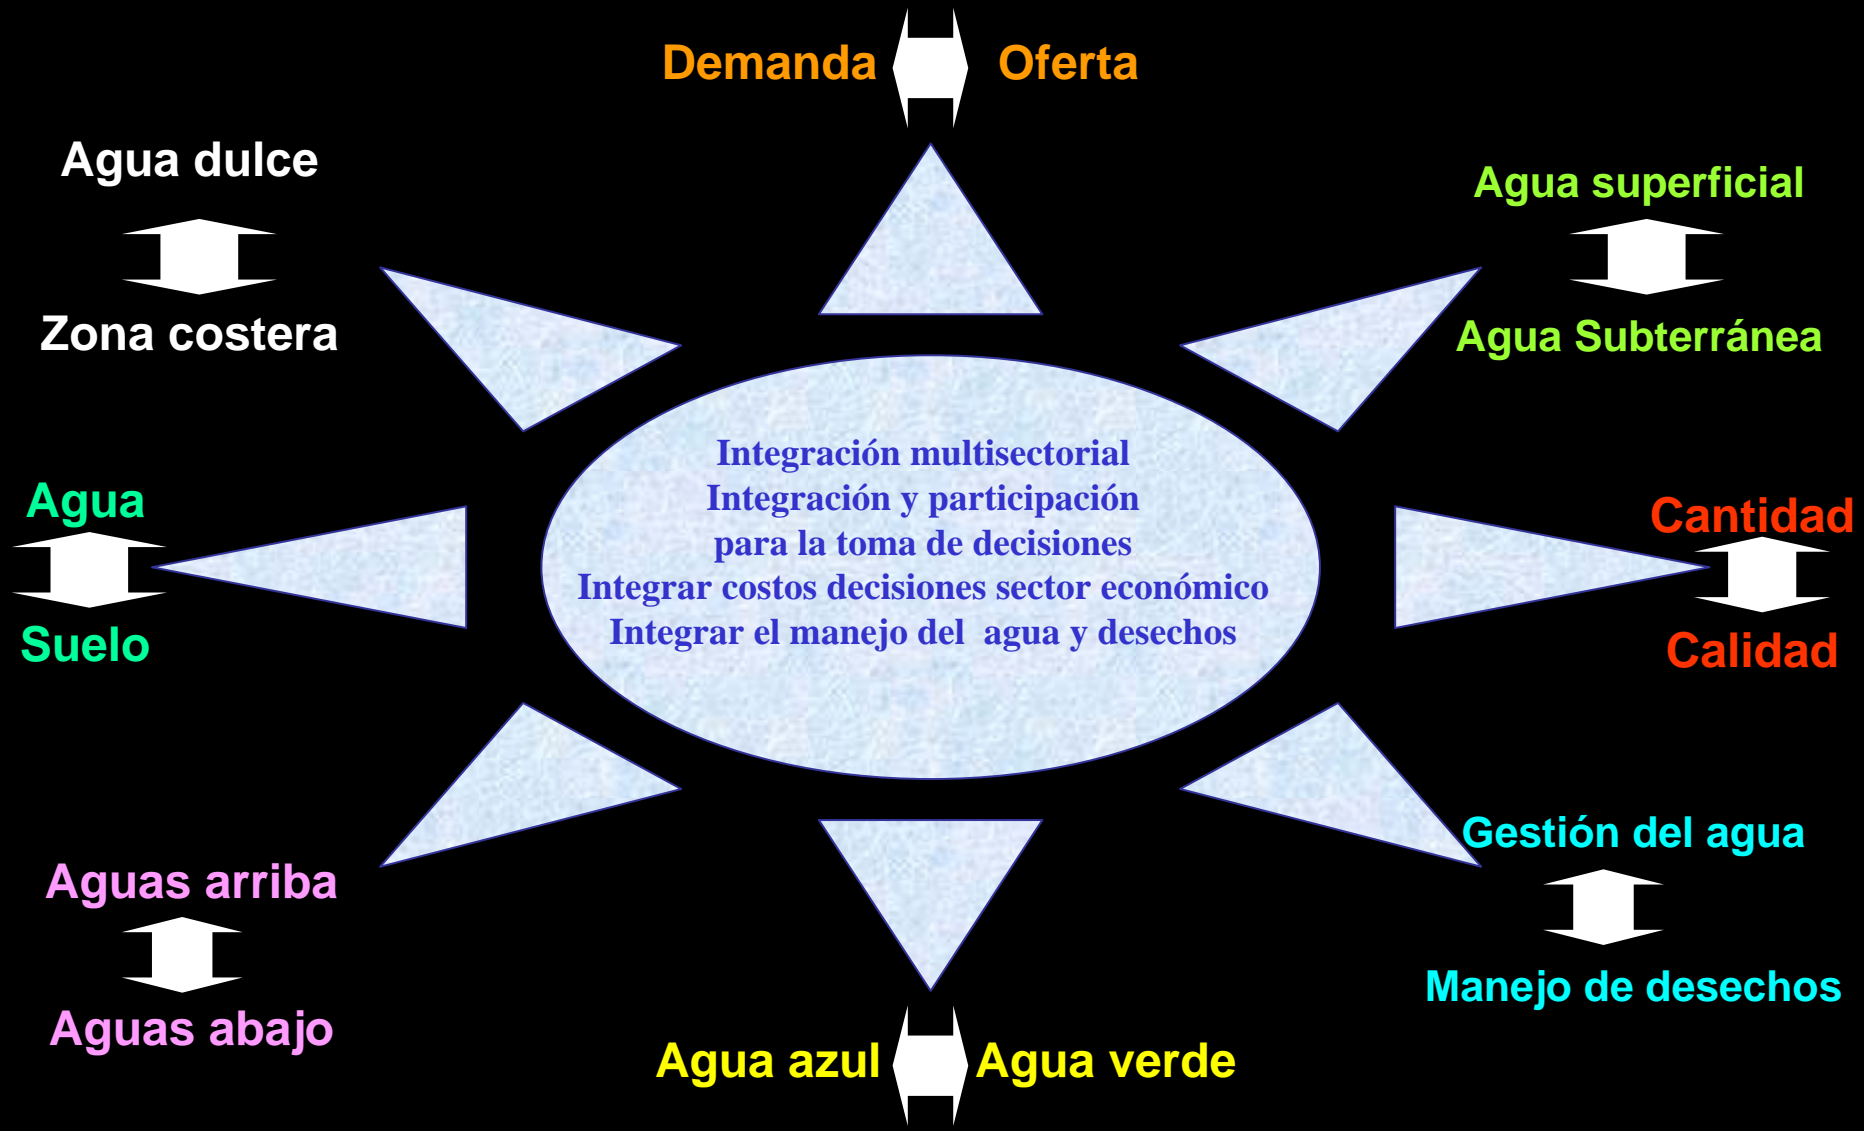 Demanda Oferta
Agua dulce
Zona costera
Agua superficial
Agua Subterránea
Integración multisectorial
Integración y participación
para la toma de decisiones
Integrar costos decisiones sector económico
Integrar el manejo del agua y desechos
Agua
Suelo
Cantidad
Calidad
Aguas arriba
Aguas abajo
Gestión del agua
Manejo de desechos
Agua azul Agua verde